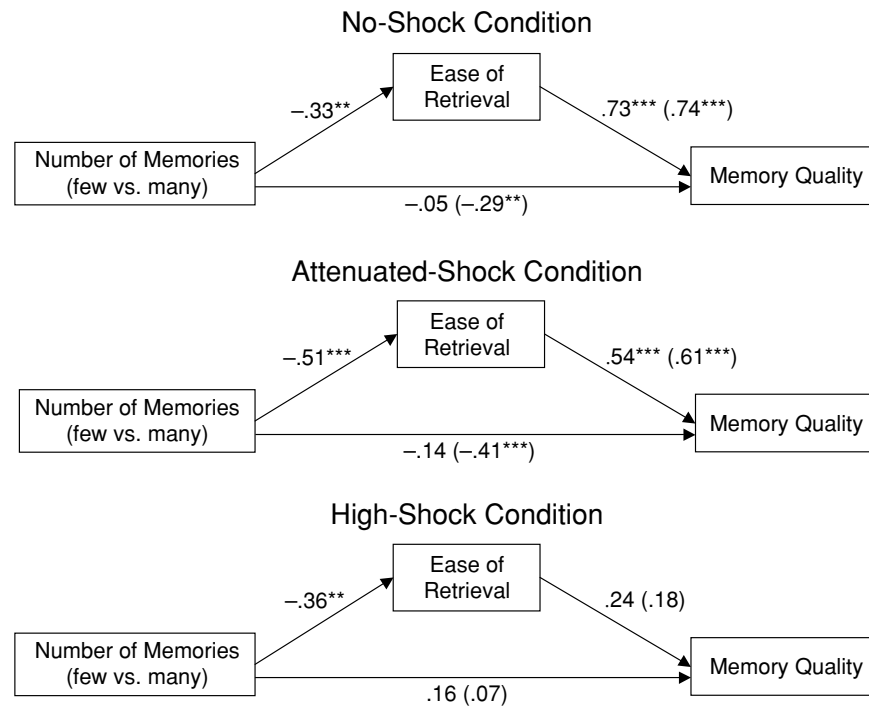 No-Shock Condition
Ease of
Retrieval
–.33**
.73*** (.74***)
Number of Memories
(few vs. many)
Memory Quality
–.05 (–.29**)
Attenuated-Shock Condition
Ease of
Retrieval
–.51***
.54*** (.61***)
Number of Memories
(few vs. many)
Memory Quality
–.14 (–.41***)
High-Shock Condition
Ease of
Retrieval
–.36**
.24 (.18)
Number of Memories
(few vs. many)
Memory Quality
.16 (.07)